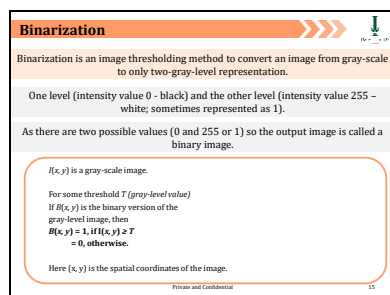 Binarization
Binarization is an image thresholding method to convert an image from gray-scale
to only two-gray-level representation.
One level (intensity value 0 - black) and the other level (intensity value 255 –
white; sometimes represented as 1).
As there are two possible values (0 and 255 or 1) so the output image is called a
binary image.
I(x, y) is a gray-scale image.
For some threshold T (gray-level value)
If B(x, y) is the binary version of the
gray-level image, then
B(x, y) = 1, if I(x, y) ≥ T
= 0, otherwise.
Here (x, y) is the spatial coordinates of the image.
Private and Confidential
15